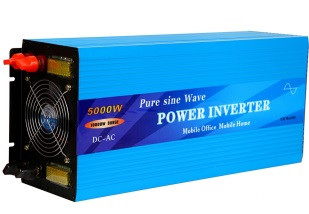 5000W
DC-AC
Pure sine Wave
POWER INVERTER
Mobile Office Mobile Home